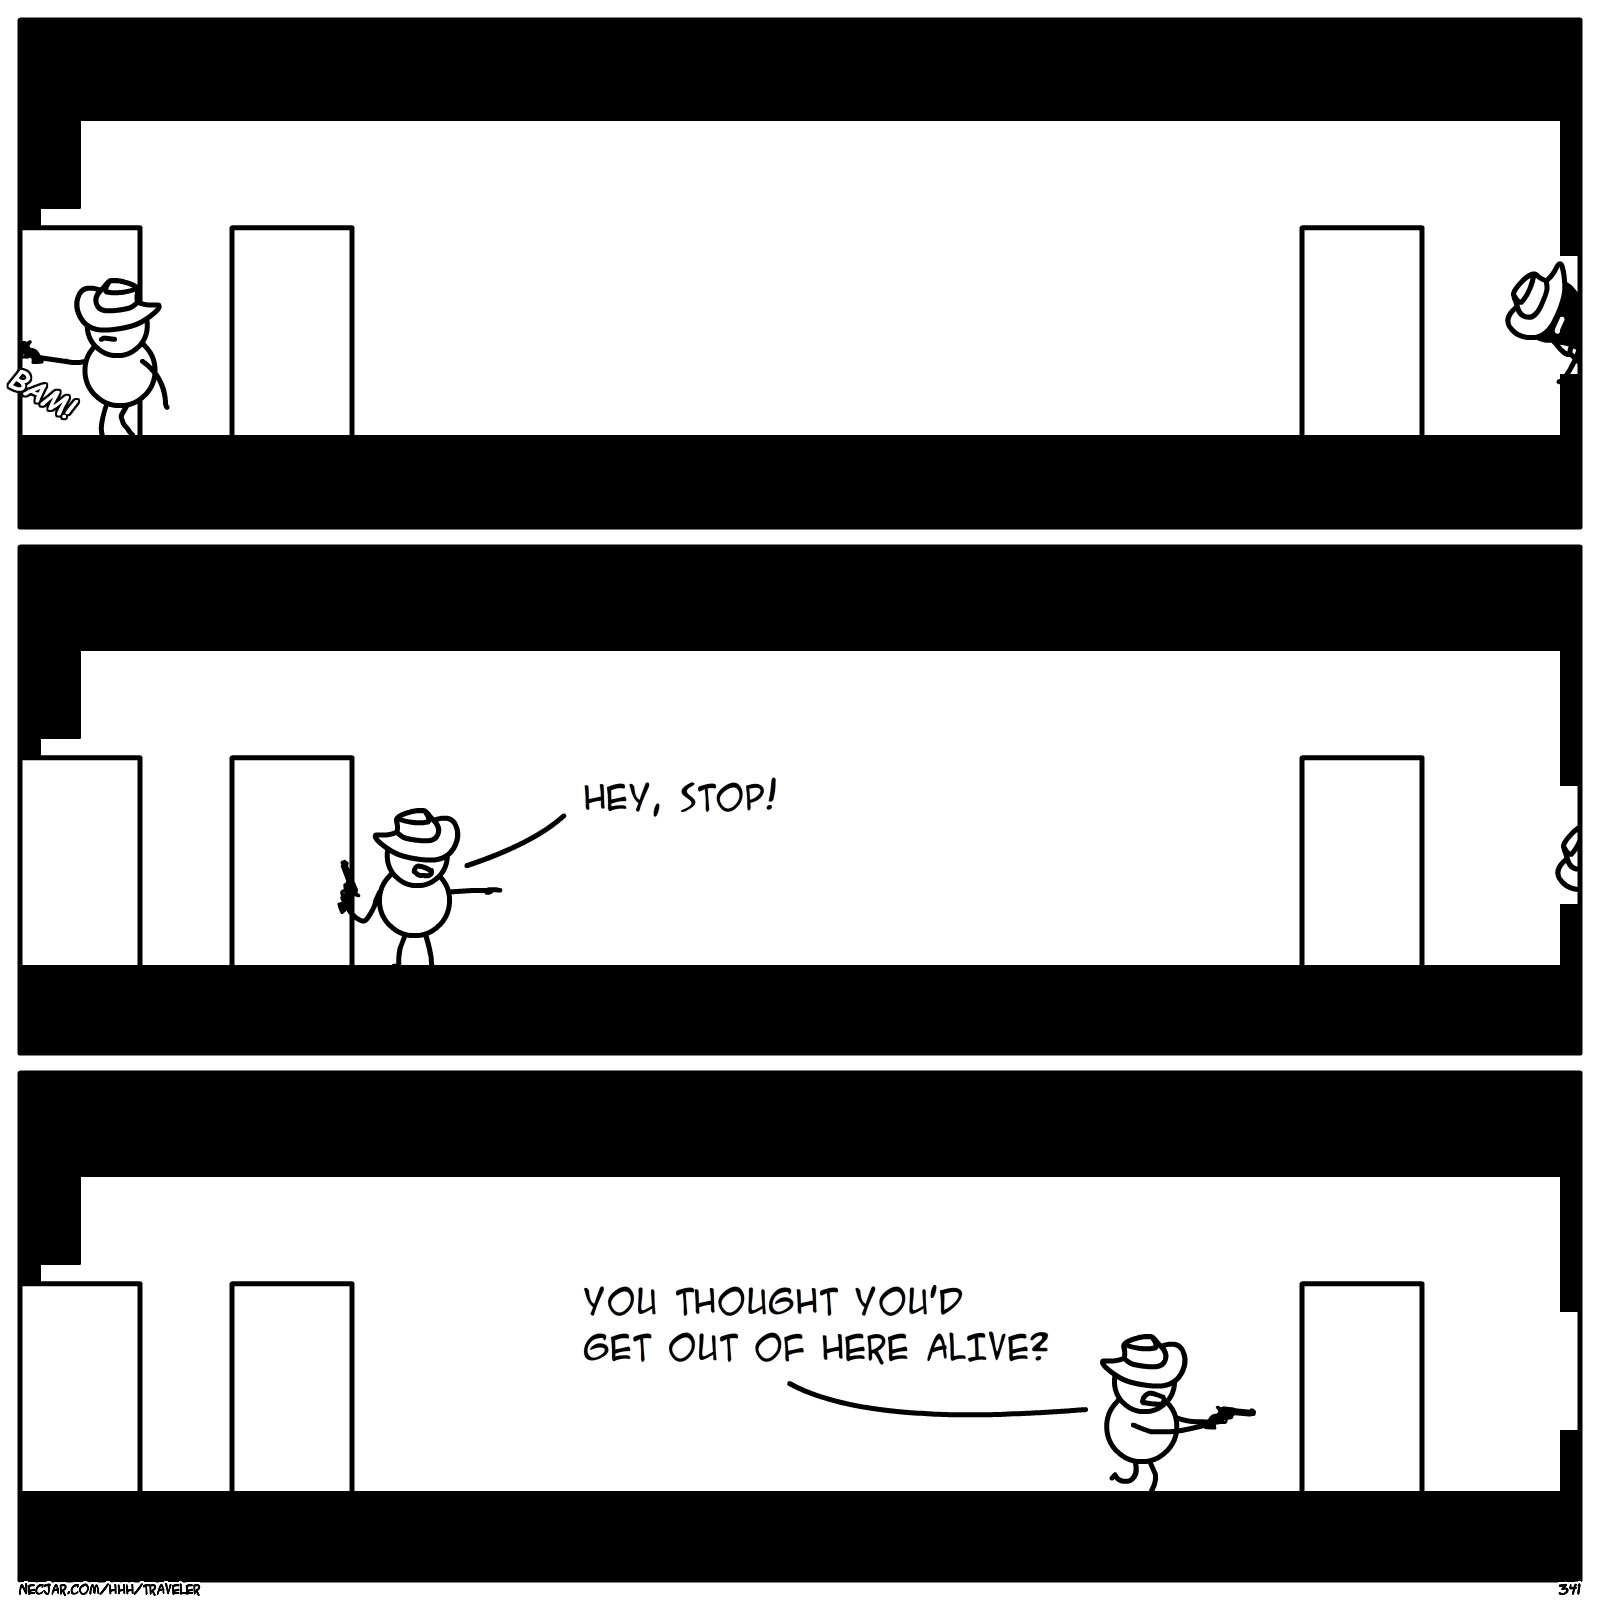 BAM!
HEY, STOP!
YOU THOUGHT YOU'D
GET OUT OF HERE ALIVE?
NECJAR.COM/HHH/TRAVELER
341